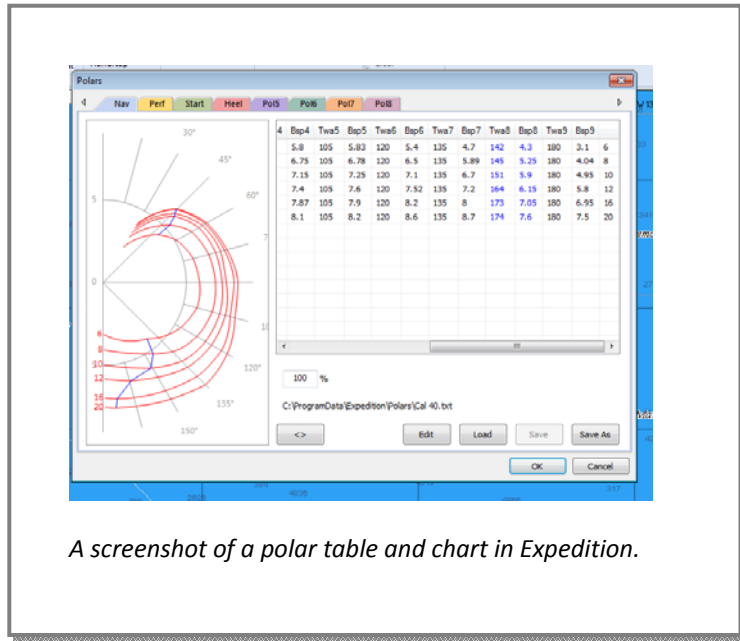 Polars
Nav Perf Start Heel Pol5 Pol6 Pol7 Pol8
30°
45°
60°
5
0
6
8
10
12
16
20
120°
135°
150°
4 Bsp4 Twa5 Bsp5 Twa6 Bsp6 Twa7 Bsp7 Twa8 Bsp8 Twa9 Bsp9
5.8 105 5.83 120 5.4 135 4.7 142 4.3 180 3.1 6
6.75 105 6.78 120 6.5 135 5.89 145 5.25 180 4.04 8
7.15 105 7.25 120 7.1 135 6.7 151 5.9 180 4.95 10
7.4 105 7.6 120 7.52 135 7.2 164 6.15 180 5.8 12
7.87 105 7.9 120 8.2 135 8 173 7.05 180 6.95 16
8.1 105 8.2 120 8.6 135 8.7 174 7.6 180 7.5 20
100 %
C:\ProgramData\Expedition\Polars\Cal 40.txt
<> Edit Load Save Save As
OK Cancel
A screenshot of a polar table and chart in Expedition.